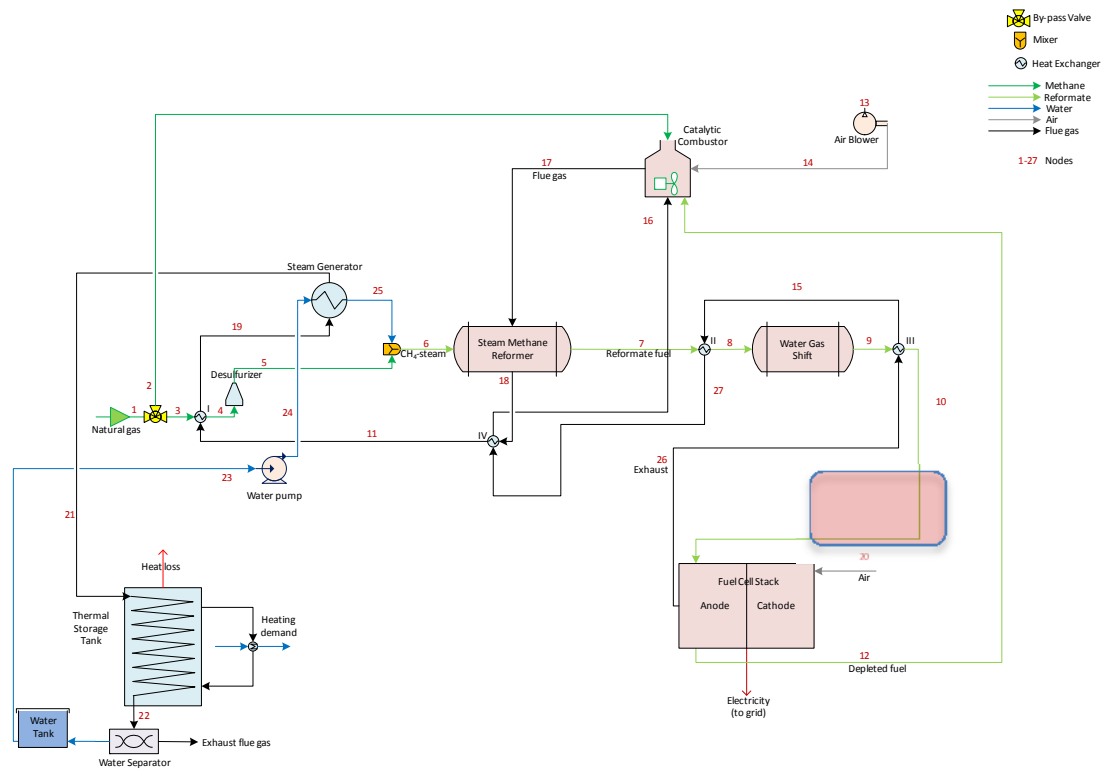 By-pass Valve
Mixer
Heat Exchanger
Methane
Reformate
Water
Air
Flue gas
1-27 Nodes
13
Air Blower
Catalytic
Combustor
14
17
Flue gas
16
Steam Generator
25
15
19
CH₄-steam
6
Steam Methane
Reformer
7
Reformate fuel
II
8
Water Gas
Shift
9
III
5
Desulfurizer
18
27
2
24
10
1
3
I
4
Natural gas
11
IV
26
Exhaust
23
Water pump
21
20
Air
Heat loss
Fuel Cell Stack
Anode
Cathode
Thermal
Storage
Tank
Heating
demand
12
Depleted fuel
Electricity
(to grid)
22
Water
Tank
Exhaust flue gas
Water Separator